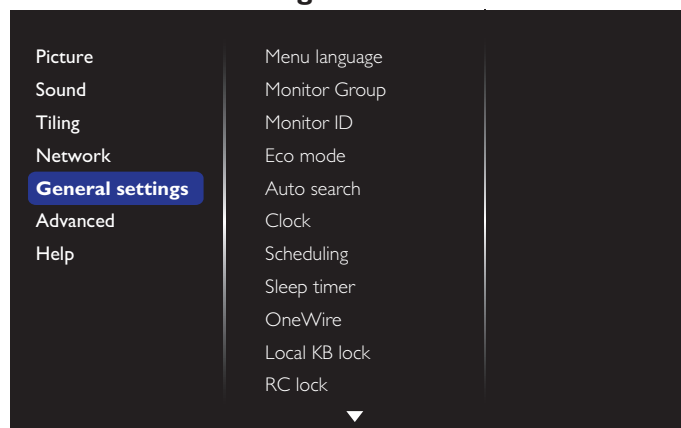 Picture
Sound
Tiling
Network
General settings
Advanced
Help
Menu language
Monitor Group
Monitor ID
Eco mode
Auto search
Clock
Scheduling
Sleep timer
OneWire
Local KB lock
RC lock